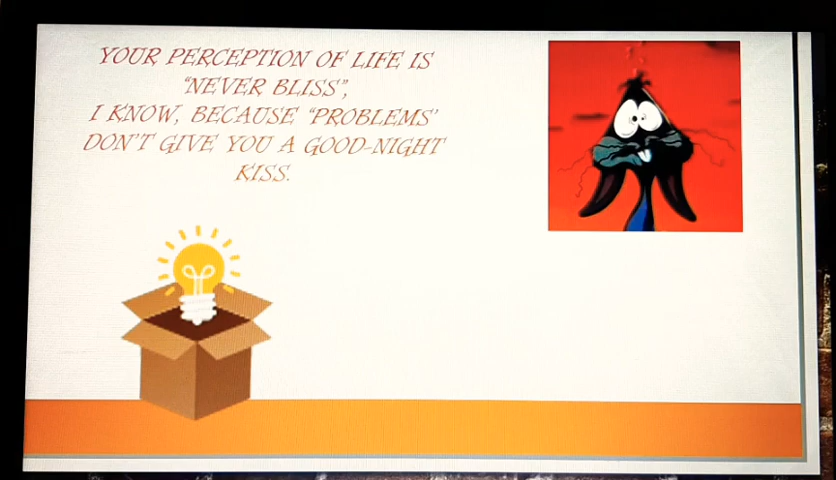 YOUR PERCEPTION OF LIFE IS
"NEVER BLISS",
I KNOW, BECAUSE "PROBLEMS'
DON'T GIVE YOU A GOOD-NIGHT
KISS.